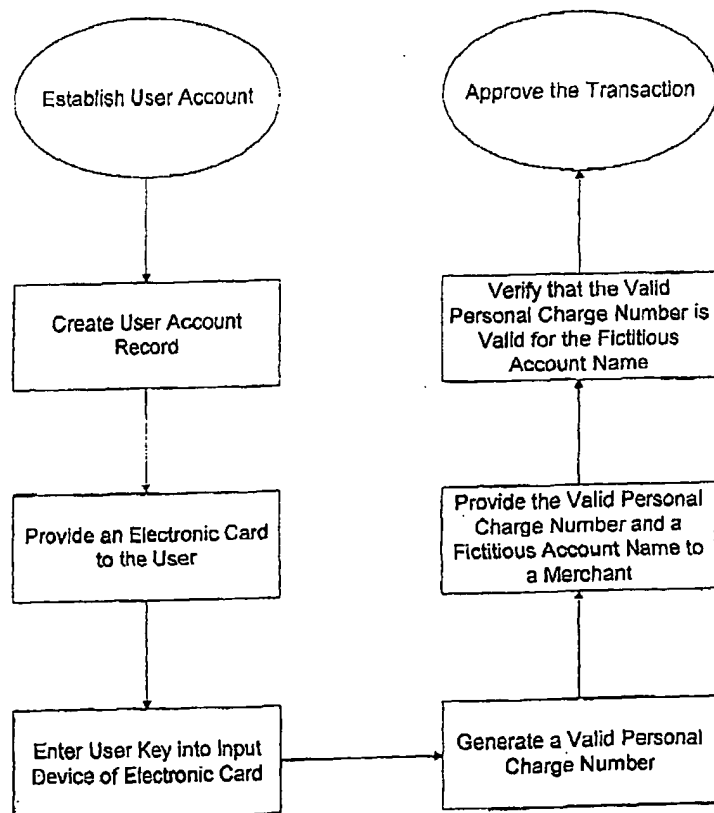 Establish User Account
Create User Account
Record
Provide an Electronic Card
to the User
Enter User Key into Input
Device of Electronic Card
Generate a Valid Personal
Charge Number
Provide the Valid Personal
Charge Number and a
Fictitious Account Name to
a Merchant
Verify that the Valid
Personal Charge Number is
Valid for the Fictitious
Account Name
Approve the Transaction